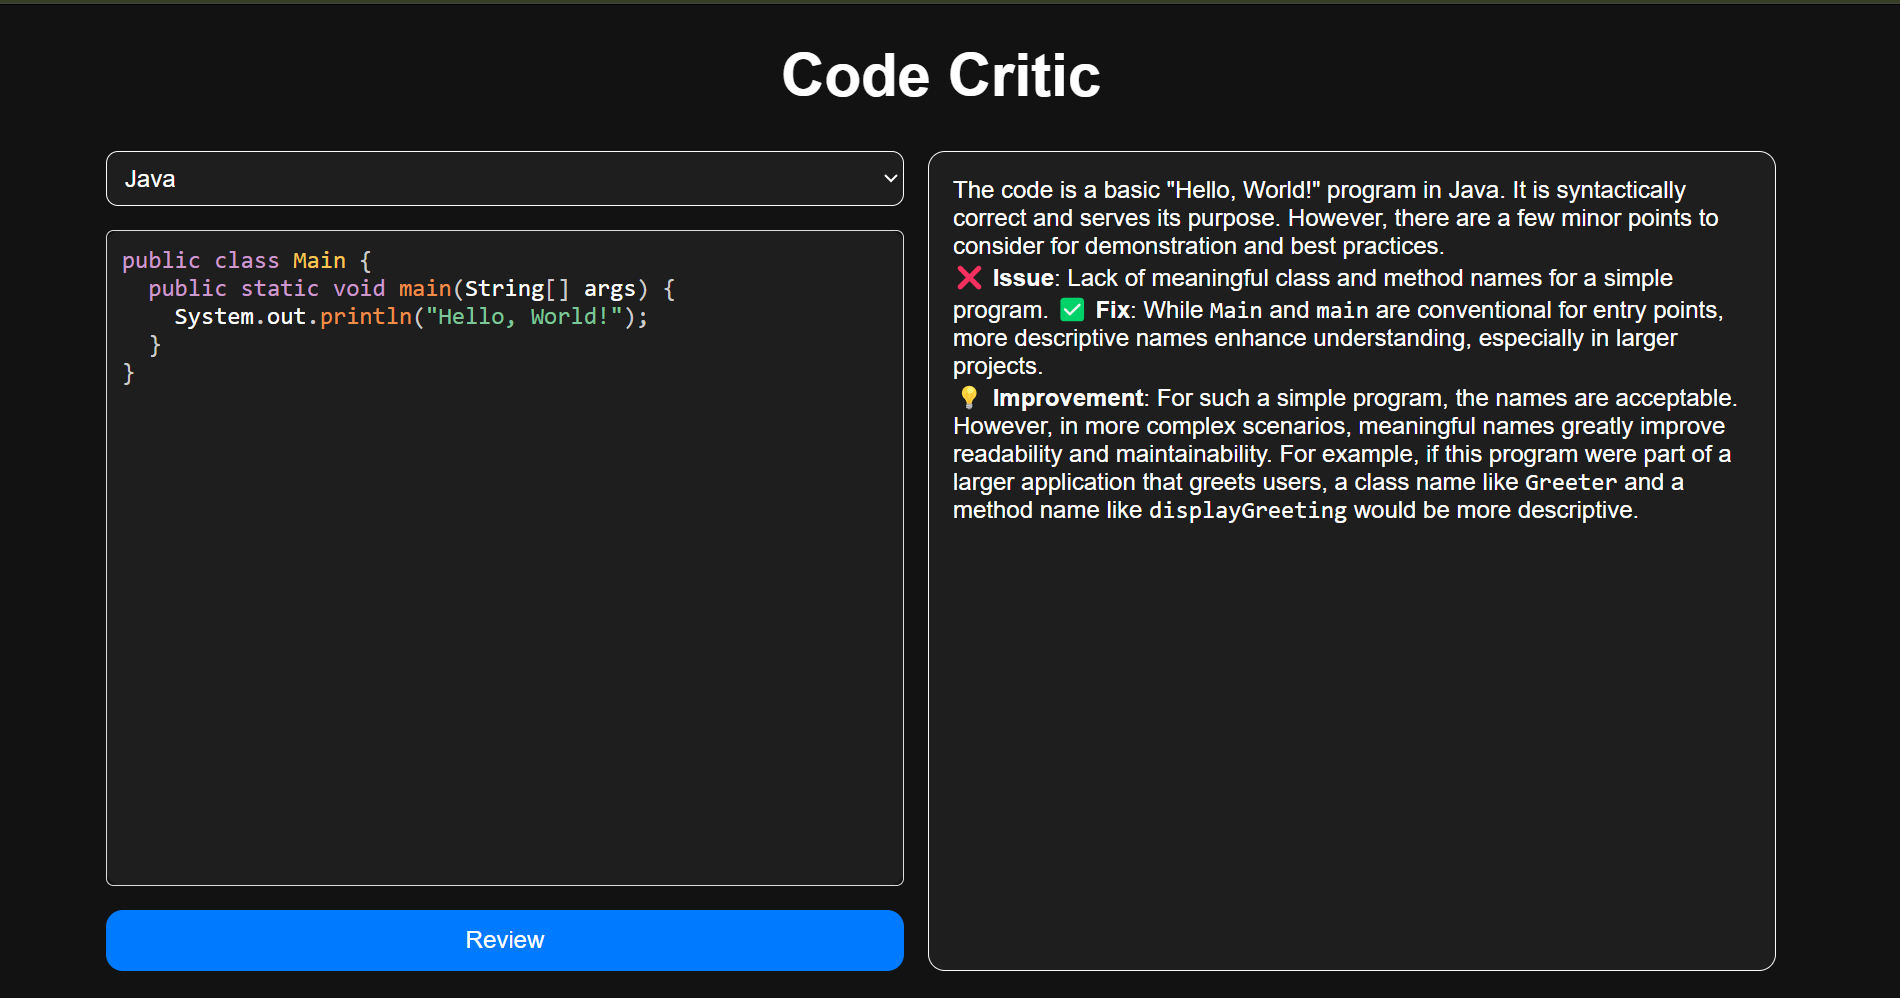 Code Critic
Java
public class Main {
  public static void main(String[] args) {
    System.out.println("Hello, World!");
  }
}
Review
The code is a basic "Hello, World!" program in Java. It is syntactically
correct and serves its purpose. However, there are a few minor points to
consider for demonstration and best practices.
❌ Issue: Lack of meaningful class and method names for a simple
program. ✅ Fix: While Main and main are conventional for entry points,
more descriptive names enhance understanding, especially in larger
projects.
💡 Improvement: For such a simple program, the names are acceptable.
However, in more complex scenarios, meaningful names greatly improve
readability and maintainability. For example, if this program were part of a
larger application that greets users, a class name like Greeter and a
method name like displayGreeting would be more descriptive.